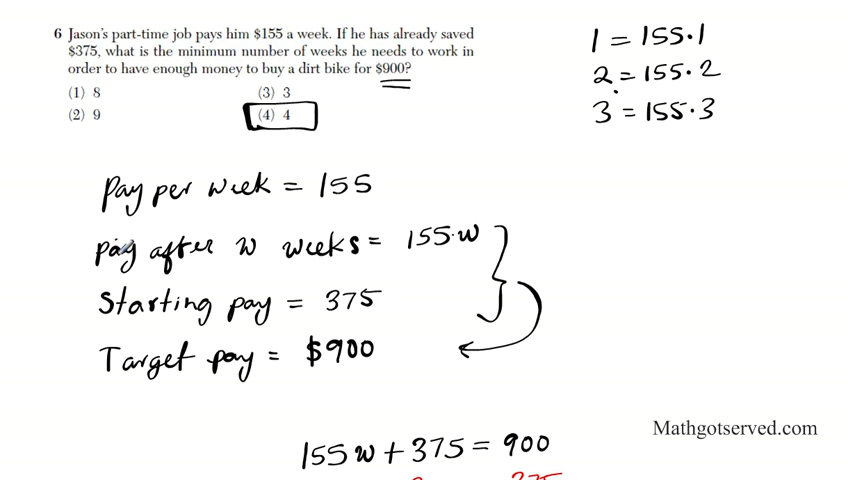 6 Jason's part-time job pays him $155 a week. If he has already saved
$375, what is the minimum number of weeks he needs to work in
order to have enough money to buy a dirt bike for $900?
(1) 8 (3) 3
(2) 9 (4) 4
1 = 155·1
2 = 155·2
3 = 155·3
Pay per week = 155
pay after w weeks = 155·w
Starting pay = 375
Target pay = $900
Mathgotserved.com
155w + 375 = 900